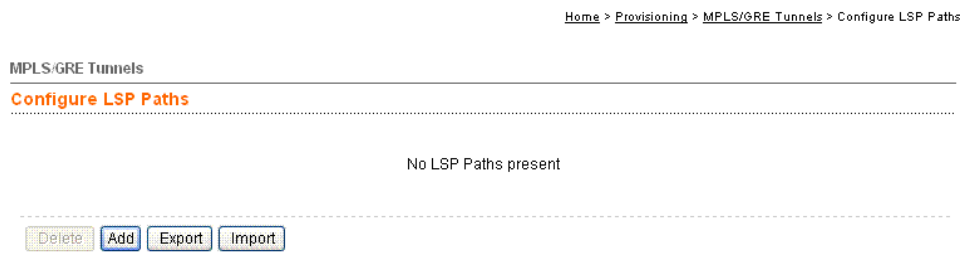 Home > Provisioning > MPLS/GRE Tunnels > Configure LSP Paths
MPLS/GRE Tunnels
Configure LSP Paths
No LSP Paths present
Delete Add Export Import